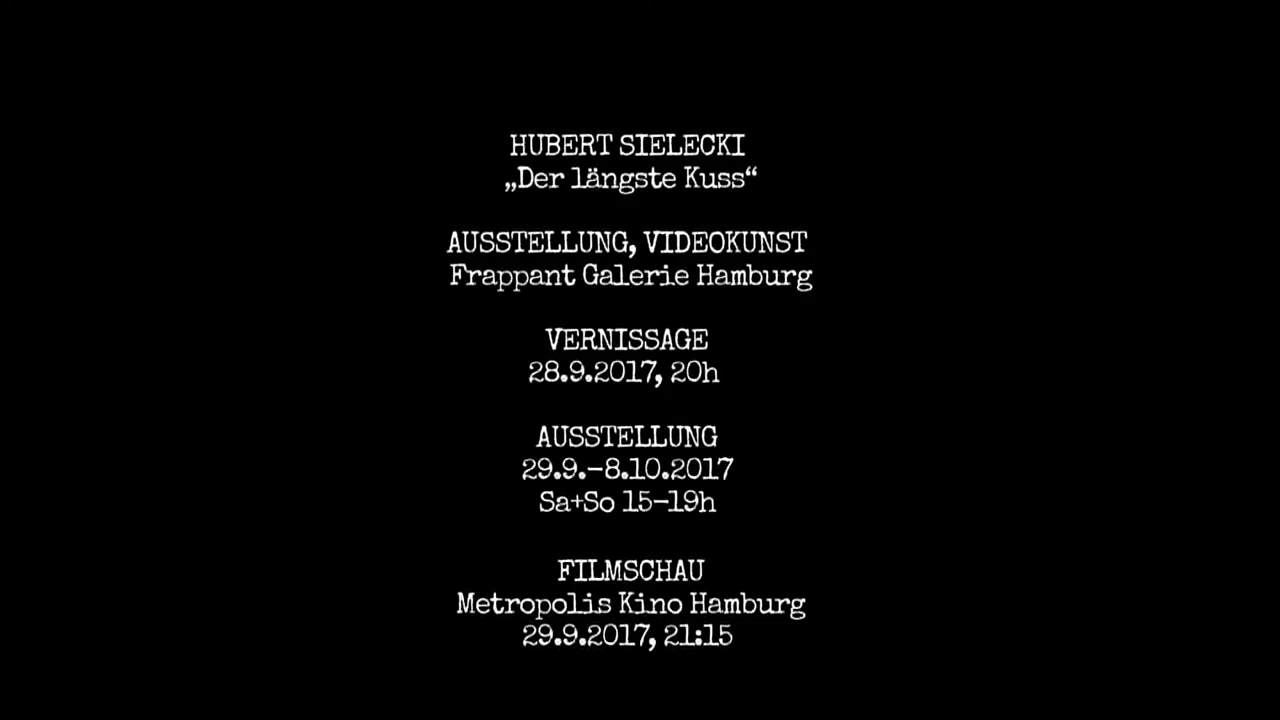 HUBERT SIELECKI
„Der längste Kuss“
AUSSTELLUNG, VIDEOKUNST
Frappant Galerie Hamburg
VERNISSAGE
28.9.2017, 20h
AUSSTELLUNG
29.9.–8.10.2017
Sa+So 15–19h
FILMSCHAU
Metropolis Kino Hamburg
29.9.2017, 21:15